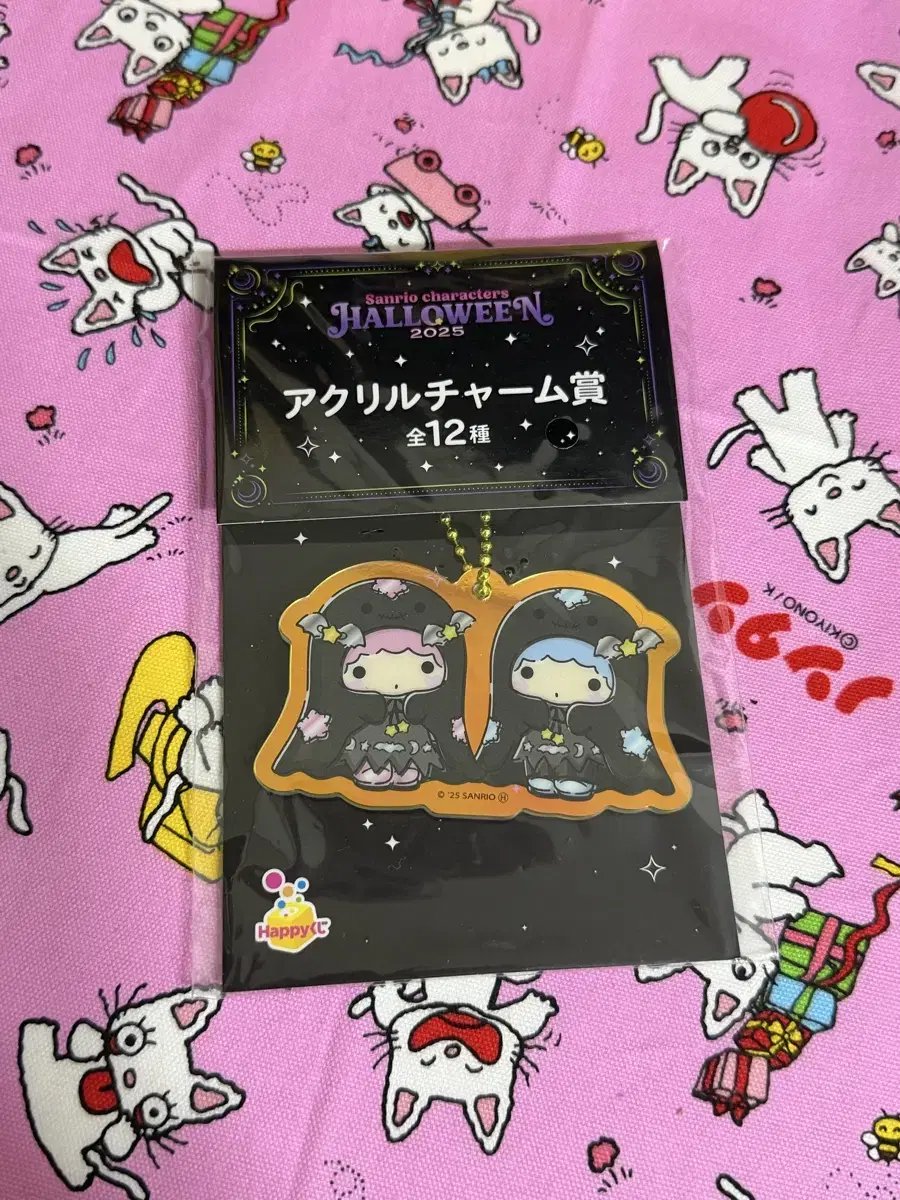 Sanrio characters
HALLOWEEN
2025
アクリルチャーム賞
全12種
©KIYONO/K
© '25 SANRIO Ⓗ
Happyくじ